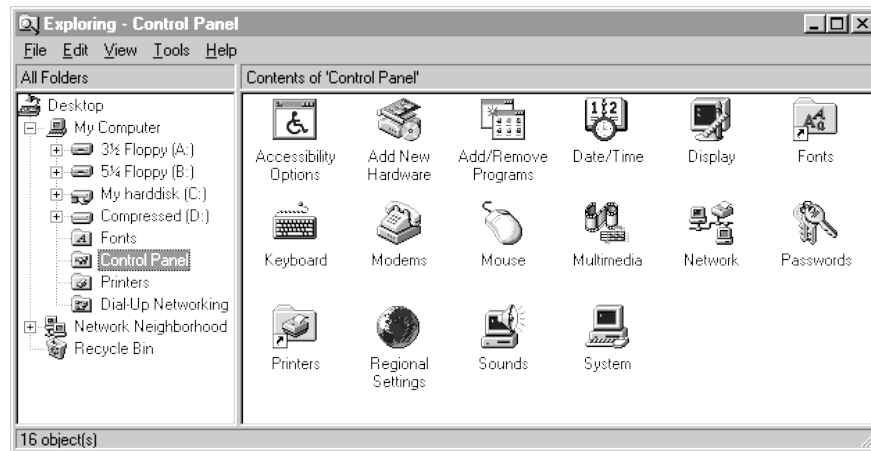 Exploring - Control Panel
File Edit View Tools Help
All Folders
Contents of 'Control Panel'
Desktop
My Computer
3½ Floppy (A:)
5¼ Floppy (B:)
My harddisk (C:)
Compressed (D:)
Fonts
Control Panel
Printers
Dial-Up Networking
Network Neighborhood
Recycle Bin
Accessibility Options
Add New Hardware
Add/Remove Programs
Date/Time
Display
Fonts
Keyboard
Modems
Mouse
Multimedia
Network
Passwords
Printers
Regional Settings
Sounds
System
16 object(s)